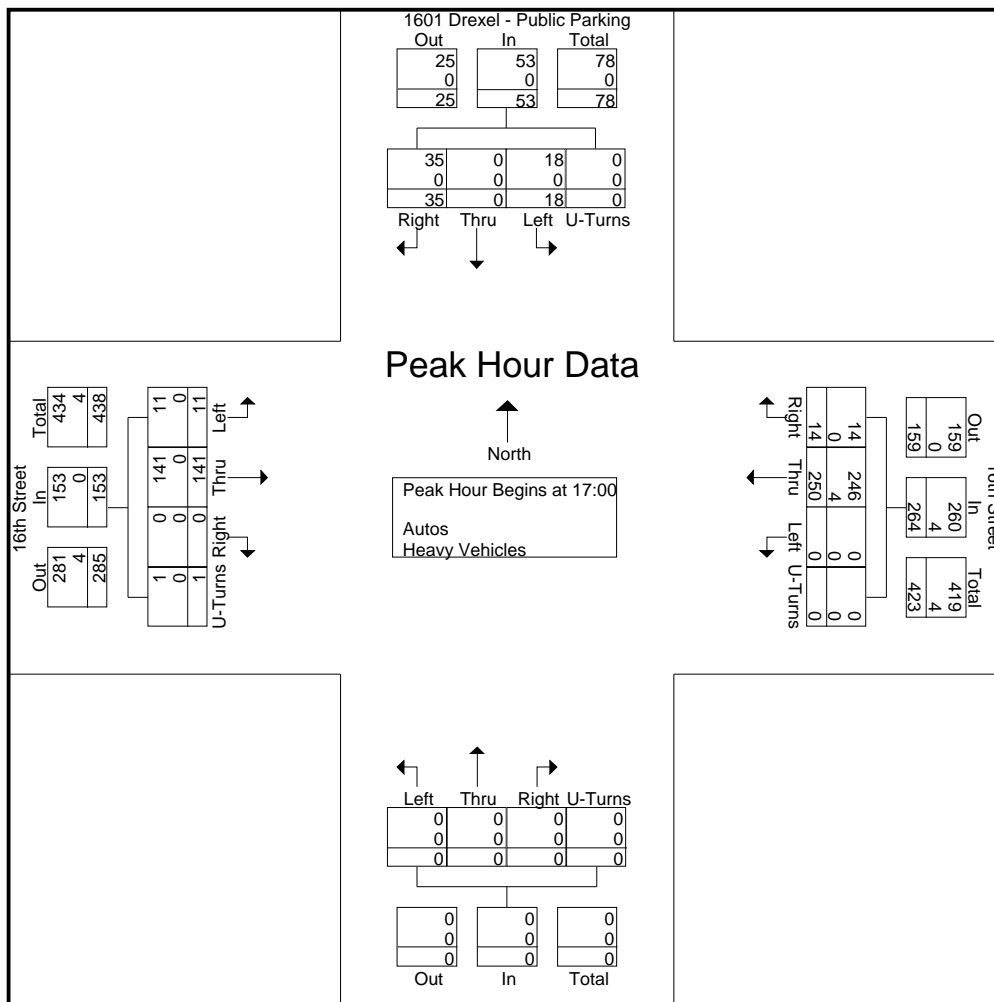 1601 Drexel - Public Parking
Out In Total
25 53 78
0 0 0
25 53 78
35 0 18 0
0 0 0 0
35 0 18 0
Right Thru Left U-Turns
Peak Hour Data
North
Peak Hour Begins at 17:00
Autos
Heavy Vehicles
16th Street
Out In Total
281 153 434
4 0 4
285 153 438
1 0 141 11
0 0 0 0
1 0 141 11
U-Turns Right Thru Left
16th Street
Out In Total
159 260 419
0 4 4
159 264 423
14 246 0 0
0 4 0 0
14 250 0 0
Right Thru Left U-Turns
Left Thru Right U-Turns
0 0 0 0
0 0 0 0
0 0 0 0
0 0 0
0 0 0
0 0 0
Out In Total